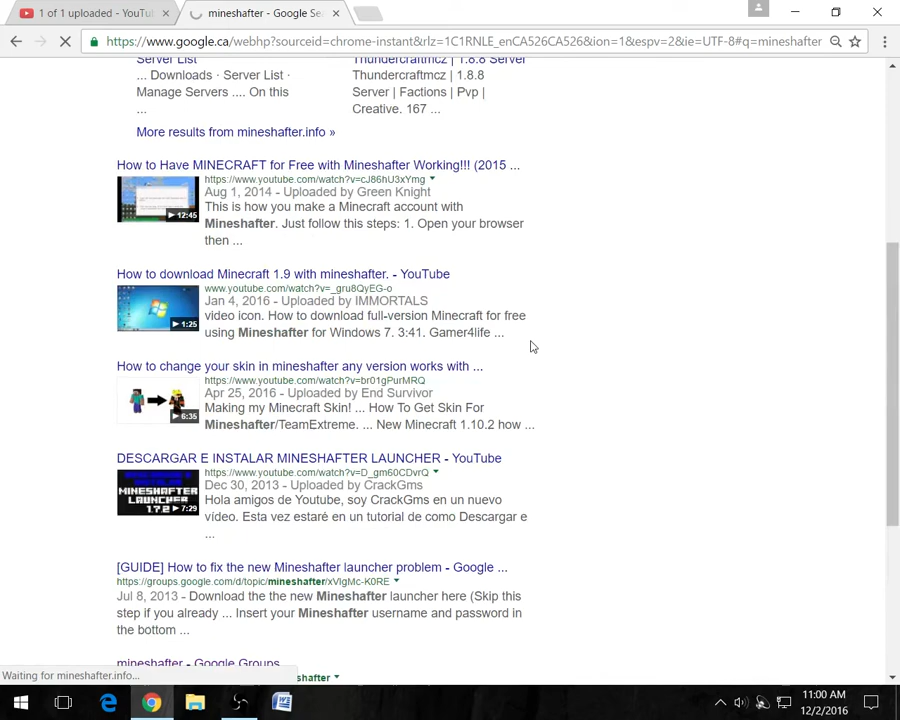 1 of 1 uploaded - YouTu
mineshafter - Google Se
https://www.google.ca/webhp?sourceid=chrome-instant&rlz=1C1RNLE_enCA526CA526&ion=1&espv=2&ie=UTF-8#q=mineshafter
Server List
Thundercraftmcz | 1.8.8 Server
... Downloads · Server List ·
Manage Servers .... On this
...
Thundercraftmcz | 1.8.8
Server | Factions | Pvp |
Creative. 167 ...
More results from mineshafter.info »
How to Have MINECRAFT for Free with Mineshafter Working!!! (2015 ...
https://www.youtube.com/watch?v=cJ86hU3xYmg
12:45
Aug 1, 2014 - Uploaded by Green Knight
This is how you make a Minecraft account with
Mineshafter. Just follow this steps: 1. Open your browser
then ...
How to download Minecraft 1.9 with mineshafter. - YouTube
www.youtube.com/watch?v=_gru8QyEG-o
1:25
Jan 4, 2016 - Uploaded by IMMORTALS
video icon. How to download full-version Minecraft for free
using Mineshafter for Windows 7. 3:41. Gamer4life ...
How to change your skin in mineshafter any version works with ...
https://www.youtube.com/watch?v=br01gPurMRQ
6:35
Apr 25, 2016 - Uploaded by End Survivor
Making my Minecraft Skin! ... How To Get Skin For
Mineshafter/TeamExtreme. ... New Minecraft 1.10.2 how ...
DESCARGAR E INSTALAR MINESHAFTER LAUNCHER - YouTube
https://www.youtube.com/watch?v=D_gm60CDvrQ
MINESHAFTER
LAUNCHER
1.7.2
7:29
Dec 30, 2013 - Uploaded by CrackGms
Hola amigos de Youtube, soy CrackGms en un nuevo
vídeo. Esta vez estaré en un tutorial de como Descargar e
...
[GUIDE] How to fix the new Mineshafter launcher problem - Google ...
https://groups.google.com/d/topic/mineshafter/xVlgMc-K0RE
Jul 8, 2013 - Download the the new Mineshafter launcher here (Skip this
step if you already ... Insert your Mineshafter username and password in
the bottom ...
mineshafter - Google Groups
shafter
Waiting for mineshafter.info...
11:00 AM
12/2/2016